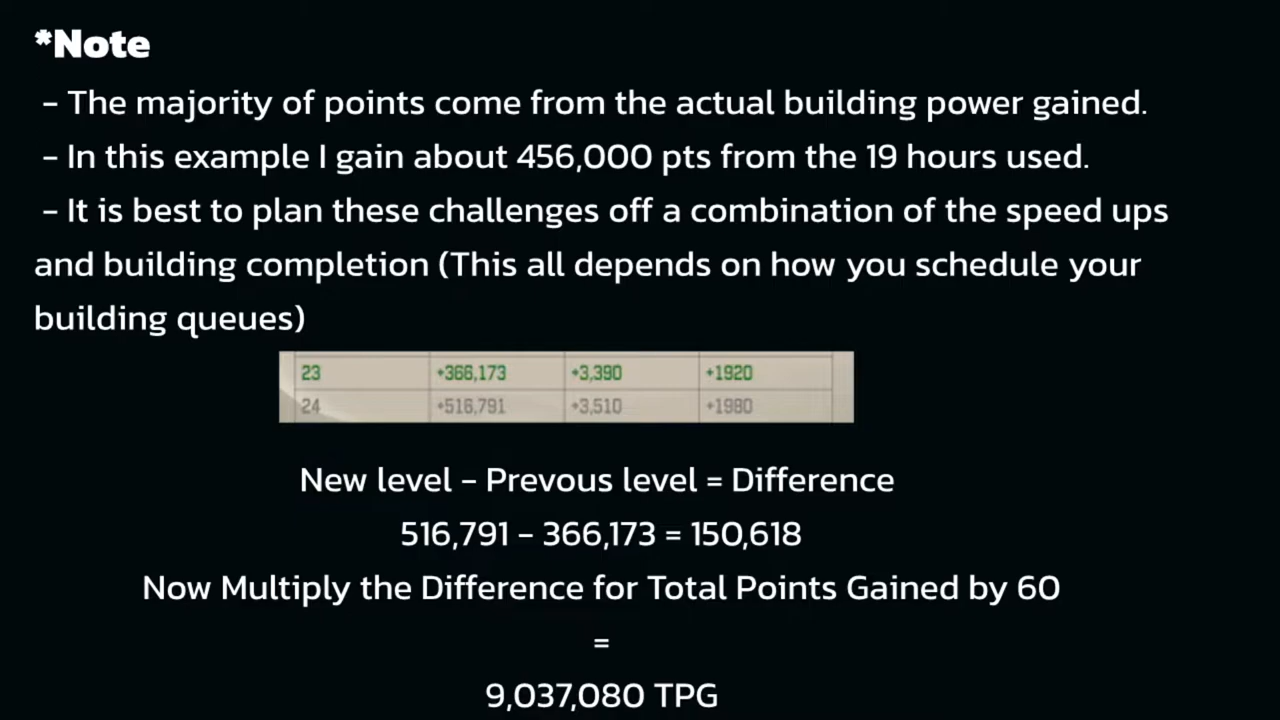 *Note
- The majority of points come from the actual building power gained.
- In this example I gain about 456,000 pts from the 19 hours used.
- It is best to plan these challenges off a combination of the speed ups
and building completion (This all depends on how you schedule your
building queues)
23 +366,173 +3,390 +1920
24 +516,791 +3,510 +1980
New level - Prevous level = Difference
516,791 - 366,173 = 150,618
Now Multiply the Difference for Total Points Gained by 60
=
9,037,080 TPG